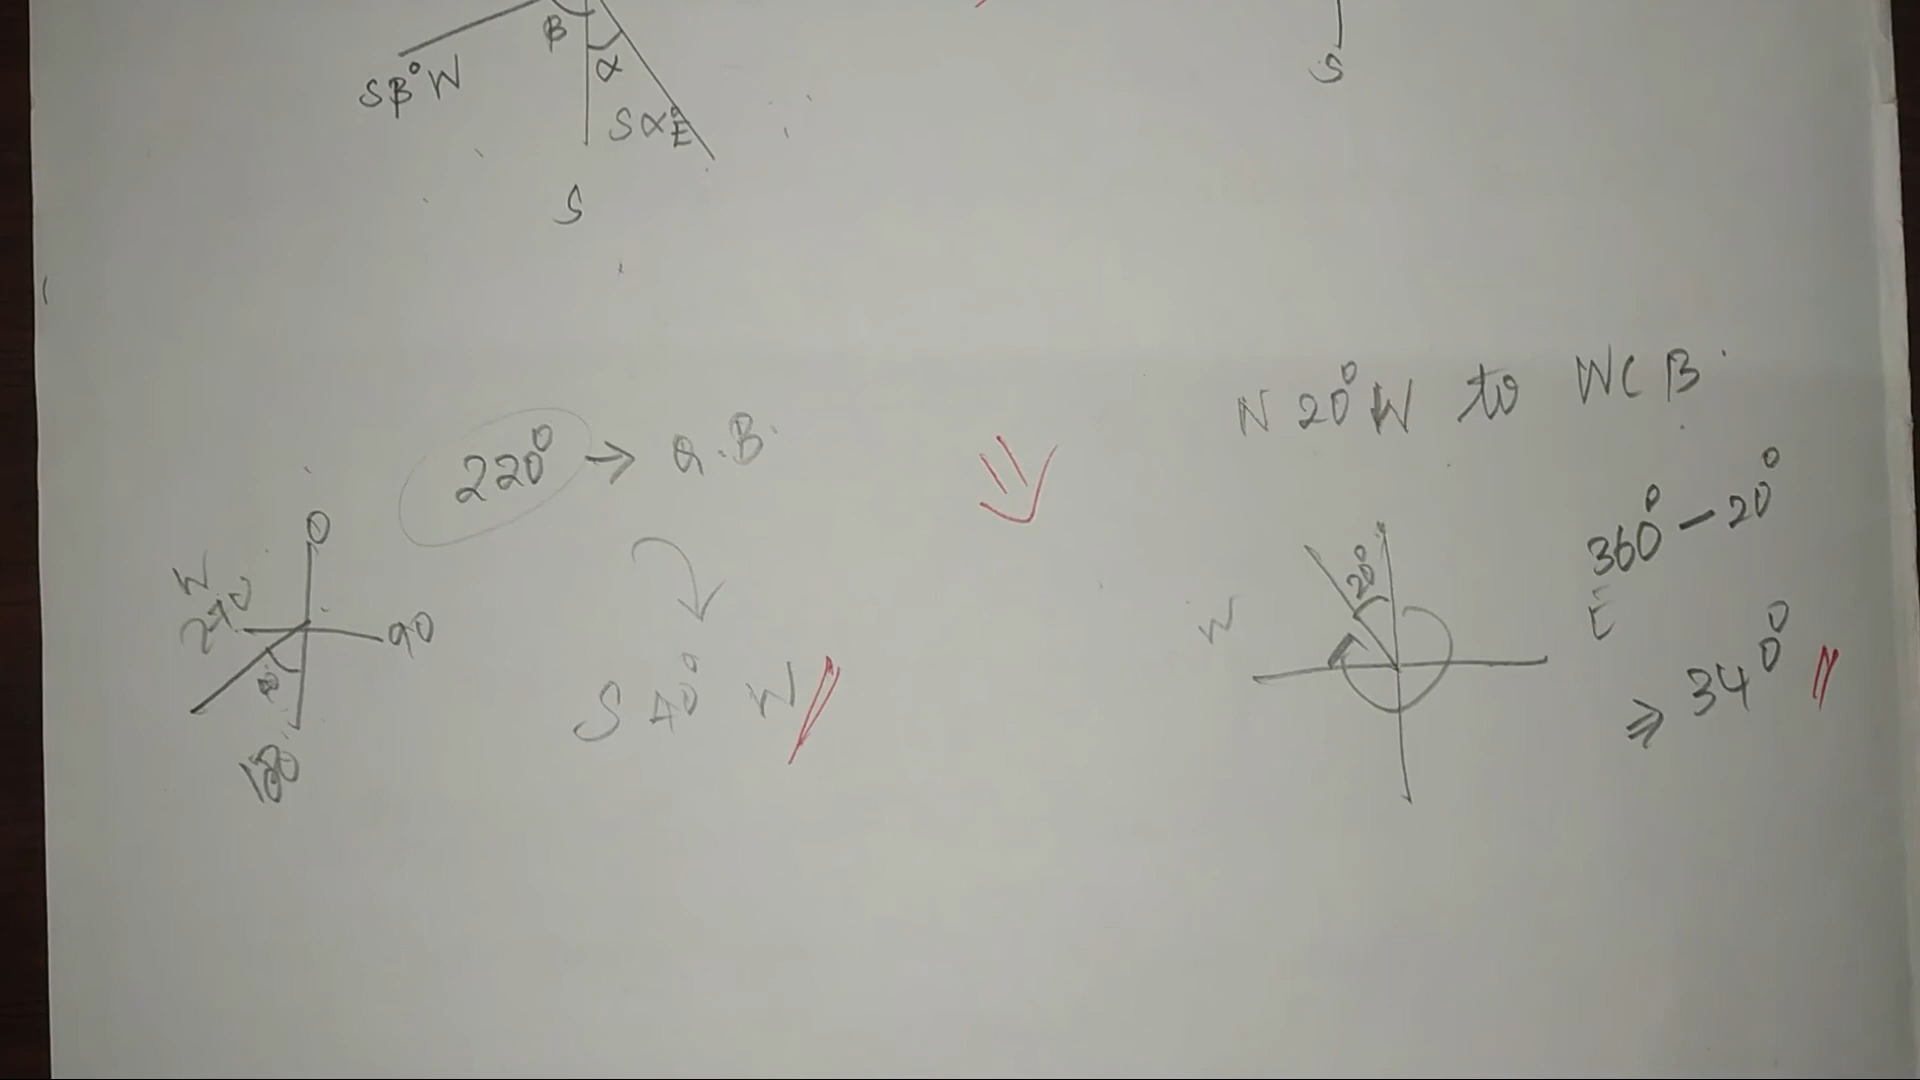 β
α
Sβ°W
Sα°E
S
S
220° → Q.B.
0
W
270
90
180
S 40° W
N 20° W to WCB.
20°
W
E
360° - 20°
⇒ 340°